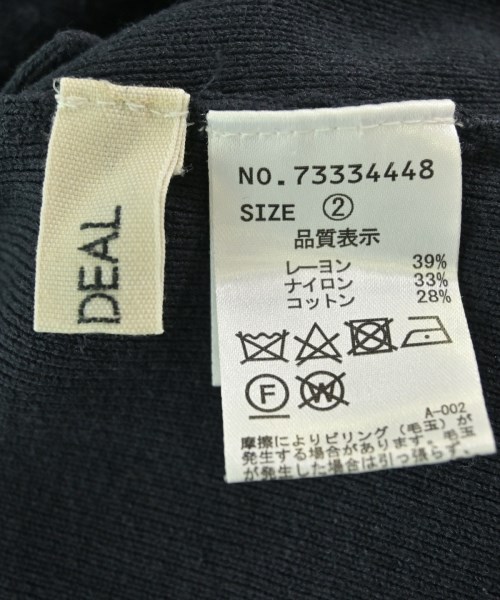 DEAL
NO.73334448
SIZE ②
品質表示
レーヨン 39%
ナイロン 33%
コットン 28%
F W
A-002
摩擦によりピリング（毛玉）が
発生する場合があります。毛玉
が発生した場合は引っ張らず、